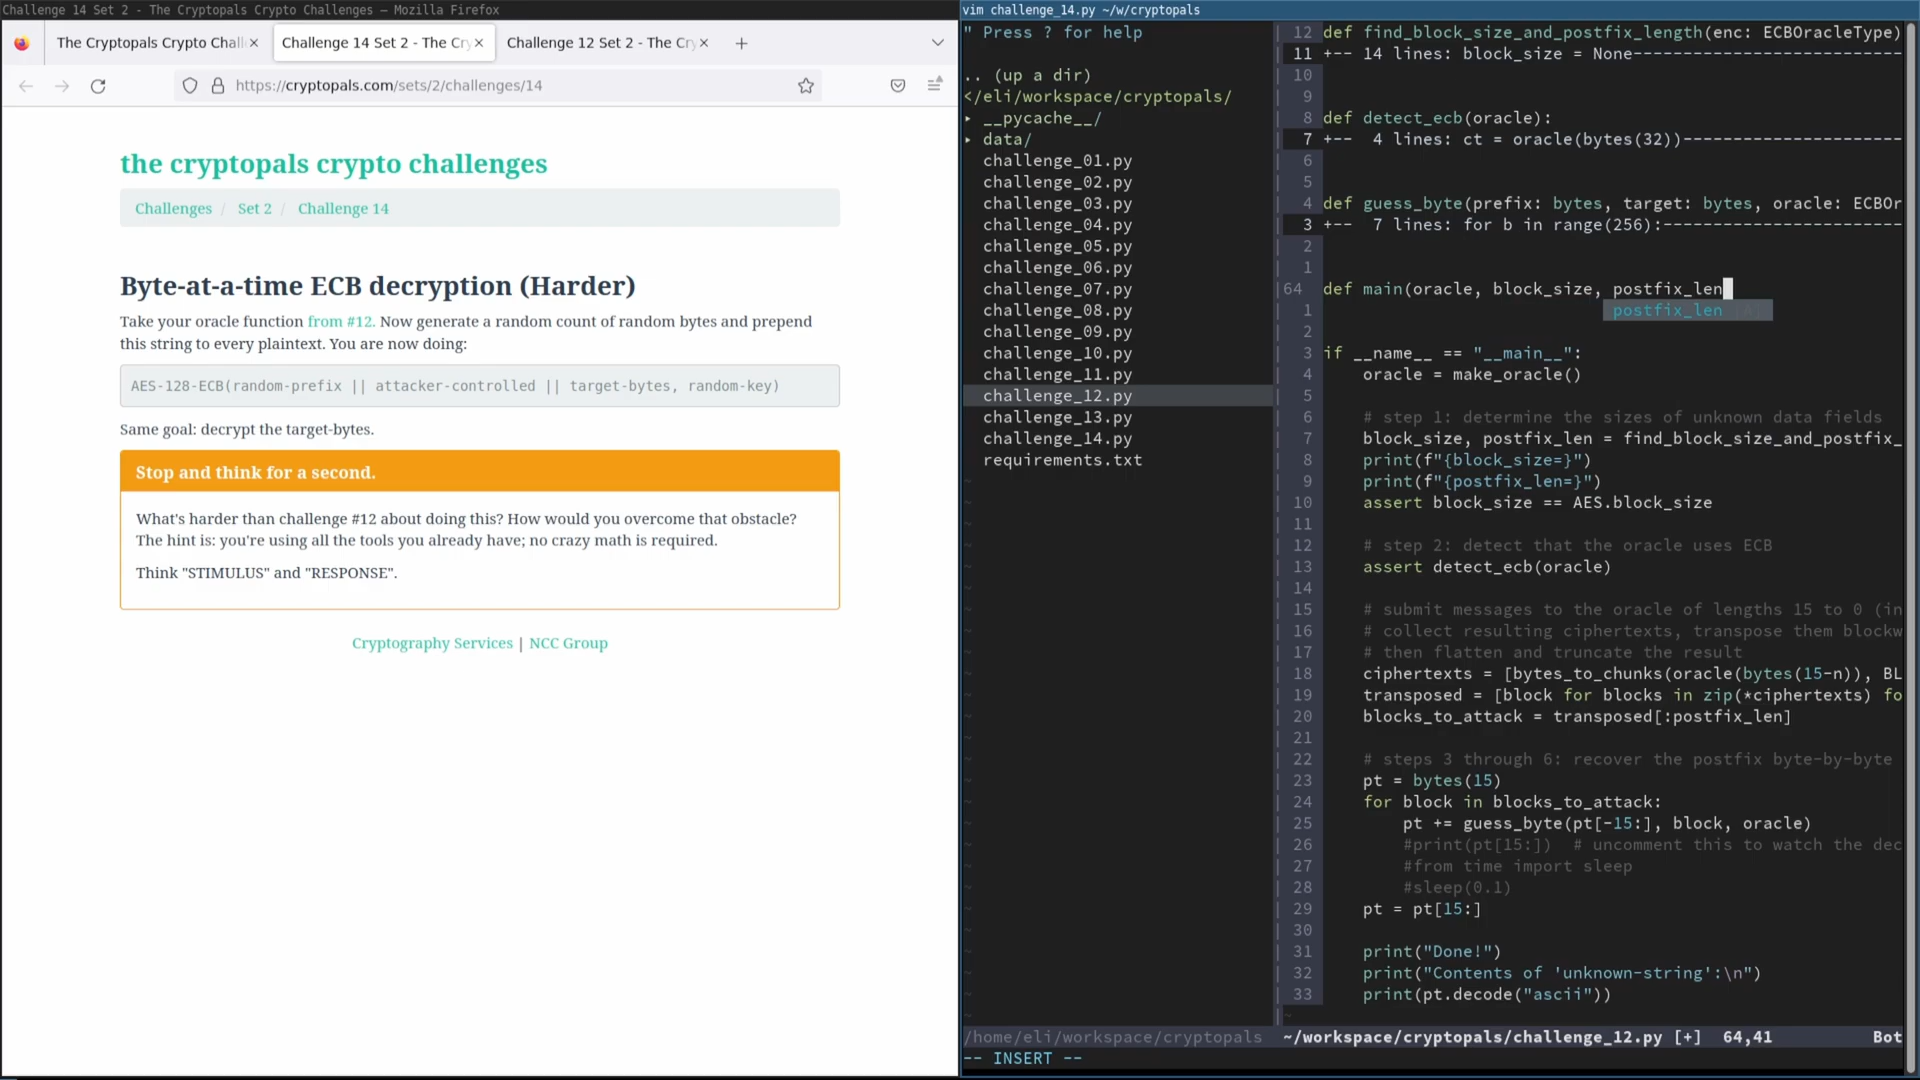 Challenge 14 Set 2 - The Cryptopals Crypto Challenges — Mozilla Firefox
The Cryptopals Crypto Chall
Challenge 14 Set 2 - The Cry
Challenge 12 Set 2 - The Cry
https://cryptopals.com/sets/2/challenges/14
the cryptopals crypto challenges
Challenges / Set 2 / Challenge 14
Byte-at-a-time ECB decryption (Harder)
Take your oracle function from #12. Now generate a random count of random bytes and prepend
this string to every plaintext. You are now doing:
AES-128-ECB(random-prefix || attacker-controlled || target-bytes, random-key)
Same goal: decrypt the target-bytes.
Stop and think for a second.
What's harder than challenge #12 about doing this? How would you overcome that obstacle?
The hint is: you're using all the tools you already have; no crazy math is required.
Think "STIMULUS" and "RESPONSE".
Cryptography Services | NCC Group
vim challenge_14.py ~/w/cryptopals
" Press ? for help
.. (up a dir)
</eli/workspace/cryptopals/
▸ __pycache__/
▸ data/
challenge_01.py
challenge_02.py
challenge_03.py
challenge_04.py
challenge_05.py
challenge_06.py
challenge_07.py
challenge_08.py
challenge_09.py
challenge_10.py
challenge_11.py
challenge_12.py
challenge_13.py
challenge_14.py
requirements.txt
12 def find_block_size_and_postfix_length(enc: ECBOracleType)
11 +-- 14 lines: block_size = None
10
9
8 def detect_ecb(oracle):
7 +--  4 lines: ct = oracle(bytes(32))
6
5
4 def guess_byte(prefix: bytes, target: bytes, oracle: ECBOr
3 +--  7 lines: for b in range(256):
2
1
64 def main(oracle, block_size, postfix_len
1 postfix_len
2
3 if __name__ == "__main__":
4     oracle = make_oracle()
5
6     # step 1: determine the sizes of unknown data fields
7     block_size, postfix_len = find_block_size_and_postfix_
8     print(f"{block_size=}")
9     print(f"{postfix_len=}")
10     assert block_size == AES.block_size
11
12     # step 2: detect that the oracle uses ECB
13     assert detect_ecb(oracle)
14
15     # submit messages to the oracle of lengths 15 to 0 (in
16     # collect resulting ciphertexts, transpose them blockw
17     # then flatten and truncate the result
18     ciphertexts = [bytes_to_chunks(oracle(bytes(15-n)), BL
19     transposed = [block for blocks in zip(*ciphertexts) fo
20     blocks_to_attack = transposed[:postfix_len]
21
22     # steps 3 through 6: recover the postfix byte-by-byte
23     pt = bytes(15)
24     for block in blocks_to_attack:
25         pt += guess_byte(pt[-15:], block, oracle)
26         #print(pt[15:])  # uncomment this to watch the dec
27         #from time import sleep
28         #sleep(0.1)
29     pt = pt[15:]
30
31     print("Done!")
32     print("Contents of 'unknown-string':\n")
33     print(pt.decode("ascii"))
/home/eli/workspace/cryptopals
~/workspace/cryptopals/challenge_12.py [+]  64,41 Bot
-- INSERT --